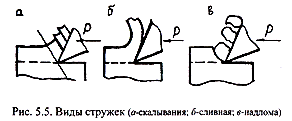 а б в
P P P
Рис. 5.5. Виды стружек (а-скалывания; б-сливная; в-надлома)